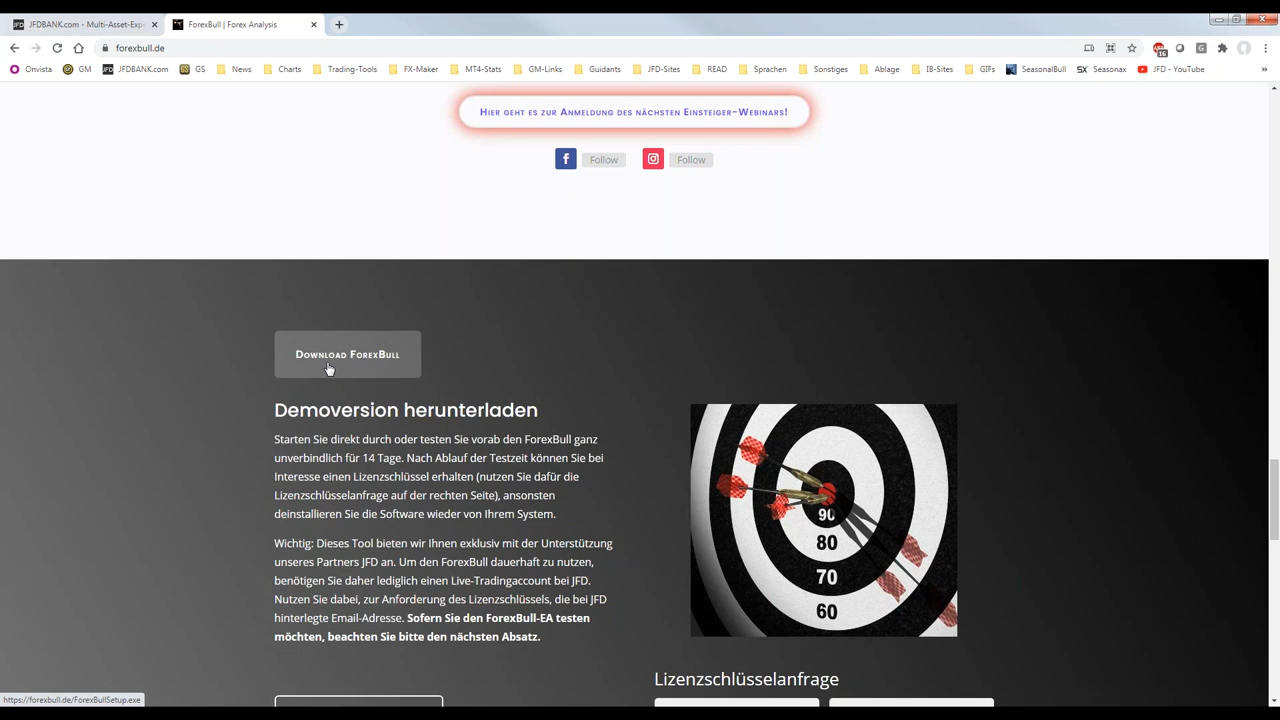 JFDBANK.com - Multi-Asset-Expe
ForexBull | Forex Analysis
forexbull.de
Onvista
GM
JFDBANK.com
GS
News
Charts
Trading-Tools
FX-Maker
MT4-Stats
GM-Links
Guidants
JFD-Sites
READ
Sprachen
Sonstiges
Ablage
IB-Sites
GIFs
SeasonalBull
Seasonax
JFD - YouTube
Hier geht es zur Anmeldung des nächsten Einsteiger-Webinars!
Follow
Follow
Download ForexBull
Demoversion herunterladen
Starten Sie direkt durch oder testen Sie vorab den ForexBull ganz
unverbindlich für 14 Tage. Nach Ablauf der Testzeit können Sie bei
Interesse einen Lizenzschlüssel erhalten (nutzen Sie dafür die
Lizenzschlüsselanfrage auf der rechten Seite), ansonsten
deinstallieren Sie die Software wieder von Ihrem System.
Wichtig: Dieses Tool bieten wir Ihnen exklusiv mit der Unterstützung
unseres Partners JFD an. Um den ForexBull dauerhaft zu nutzen,
benötigen Sie daher lediglich einen Live-Tradingaccount bei JFD.
Nutzen Sie dabei, zur Anforderung des Lizenzschlüssels, die bei JFD
hinterlegte Email-Adresse. Sofern Sie den ForexBull-EA testen
möchten, beachten Sie bitte den nächsten Absatz.
90
80
70
60
Lizenzschlüsselanfrage
https://forexbull.de/ForexBullSetup.exe